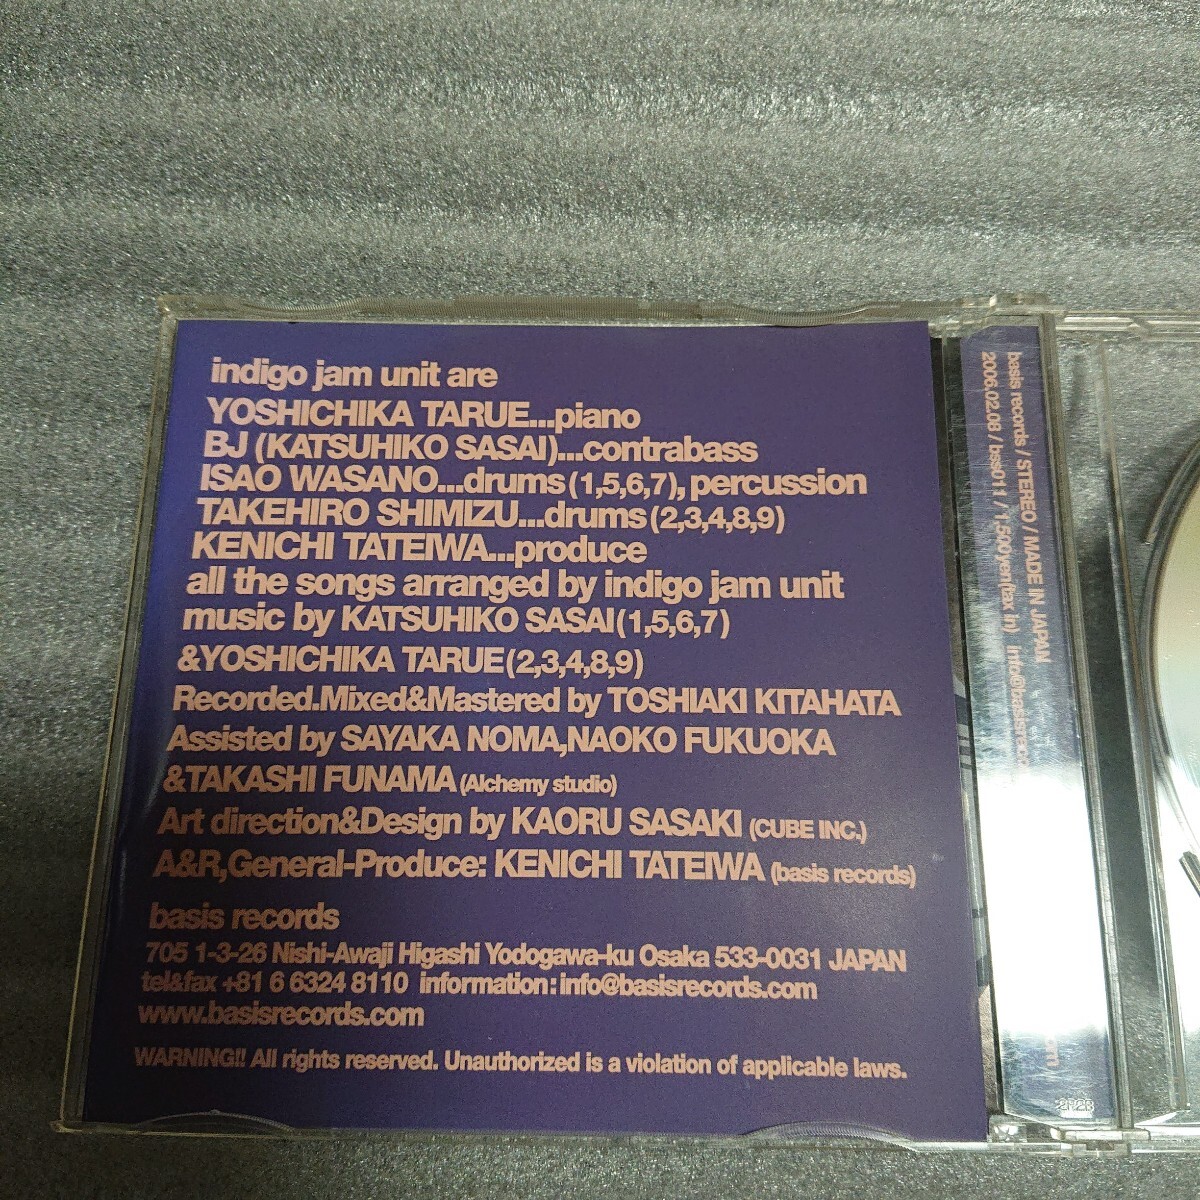 indigo jam unit are
YOSHICHIKA TARUE...piano
BJ (KATSUHIKO SASAI)...contrabass
ISAO WASANO...drums (1,5,6,7), percussion
TAKEHIRO SHIMIZU...drums (2,3,4,8,9)
KENICHI TATEIWA...produce
all the songs arranged by indigo jam unit
music by KATSUHIKO SASAI (1,5,6,7)
&YOSHICHIKA TARUE (2,3,4,8,9)
Recorded.Mixed&Mastered by TOSHIAKI KITAHATA
Assisted by SAYAKA NOMA,NAOKO FUKUOKA
&TAKASHI FUNAMA (Alchemy studio)
Art direction&Design by KAORU SASAKI (CUBE INC.)
A&R,General-Produce: KENICHI TATEIWA (basis records)
basis records
705 1-3-26 Nishi-Awaji Higashi Yodogawa-ku Osaka 533-0031 JAPAN
tel&fax +81 6 6324 8110 information: info@basisrecords.com
www.basisrecords.com
WARNING!! All rights reserved. Unauthorized is a violation of applicable laws.
basis records / STEREO / MADE IN JAPAN
2006.02.08 / bss011 / 1,500yen(tax in)